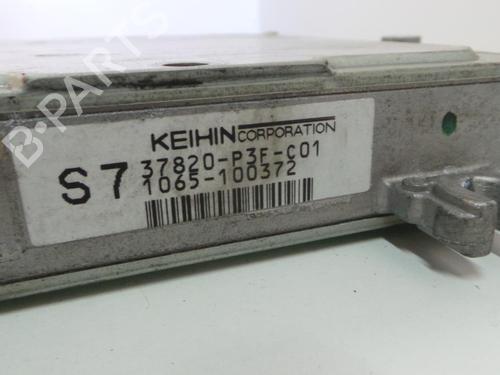 B-PARTS
KEIHIN CORPORATION
S7 37820-P3F-C01
1065-100372